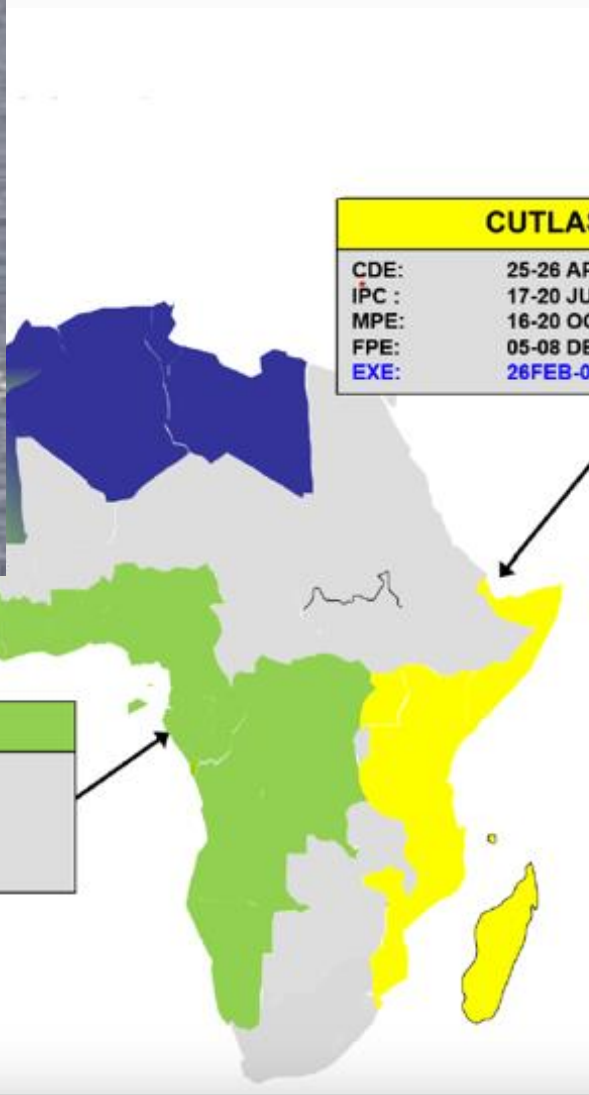 CUTLAS
CDE: 25-26 AP
IPC : 17-20 JU
MPE: 16-20 OC
FPE: 05-08 DE
EXE: 26FEB-0